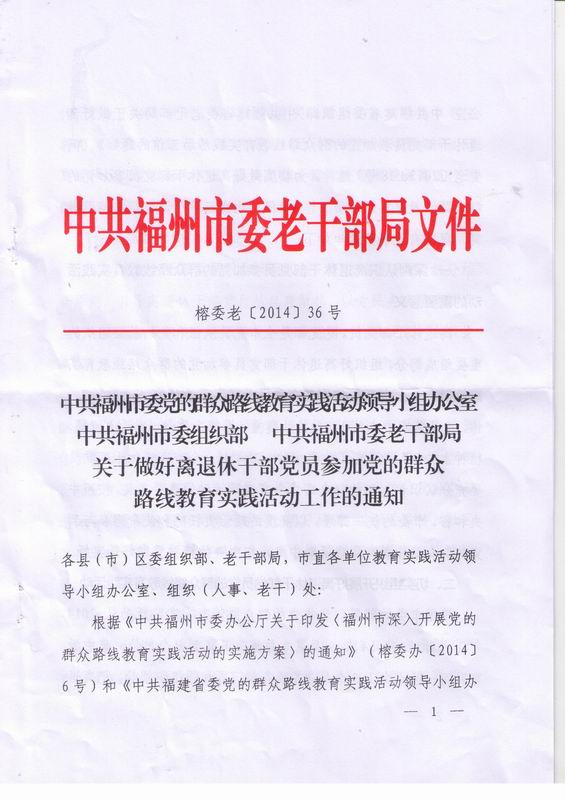 中共福州市委老干部局文件
榕委老〔2014〕36号
中共福州市委党的群众路线教育实践活动领导小组办公室
中共福州市委组织部 中共福州市委老干部局
关于做好离退休干部党员参加党的群众
路线教育实践活动工作的通知
各县（市）区委组织部、老干部局，市直各单位教育实践活动领
导小组办公室、组织（人事、老干）处：
根据《中共福州市委办公厅关于印发〈福州市深入开展党的
群众路线教育实践活动的实施方案〉的通知》（榕委办〔2014〕
6号）和《中共福建省委党的群众路线教育实践活动领导小组办
— 1 —